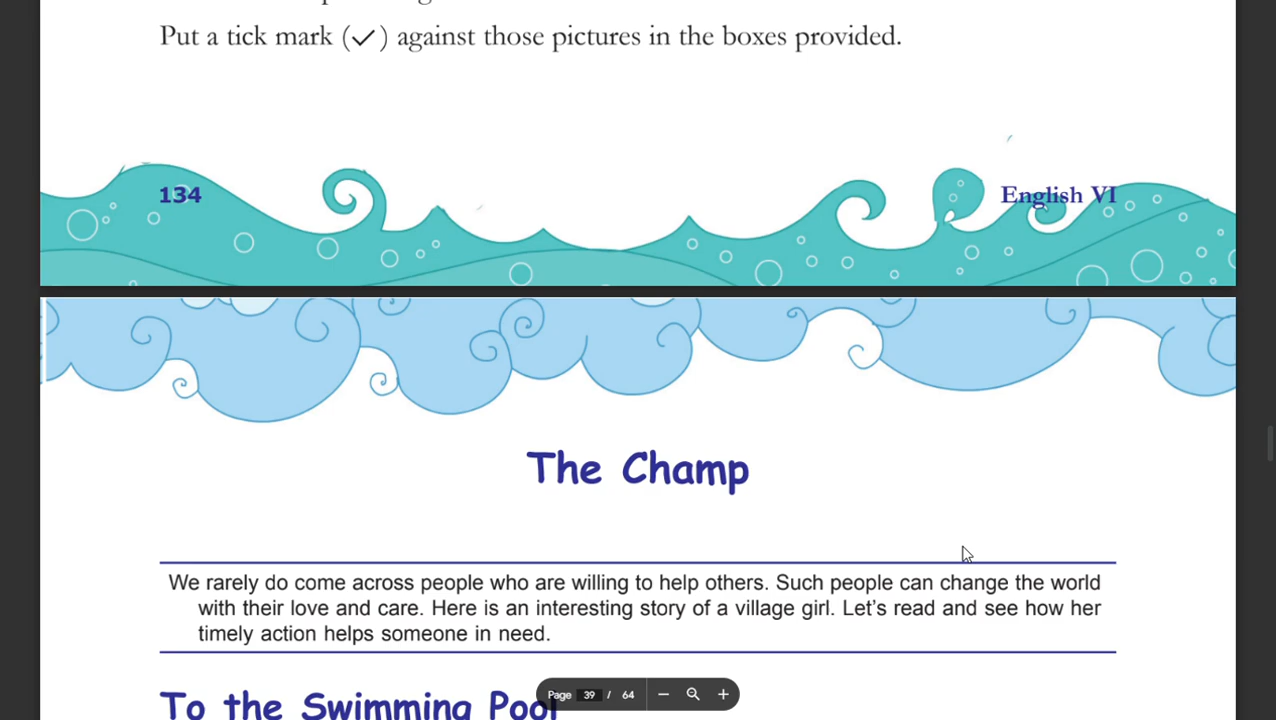 Put a tick mark (✓) against those pictures in the boxes provided.
134
English VI
The Champ
We rarely do come across people who are willing to help others. Such people can change the world
with their love and care. Here is an interesting story of a village girl. Let's read and see how her
timely action helps someone in need.
To the Swimming Pool
Page 39 / 64